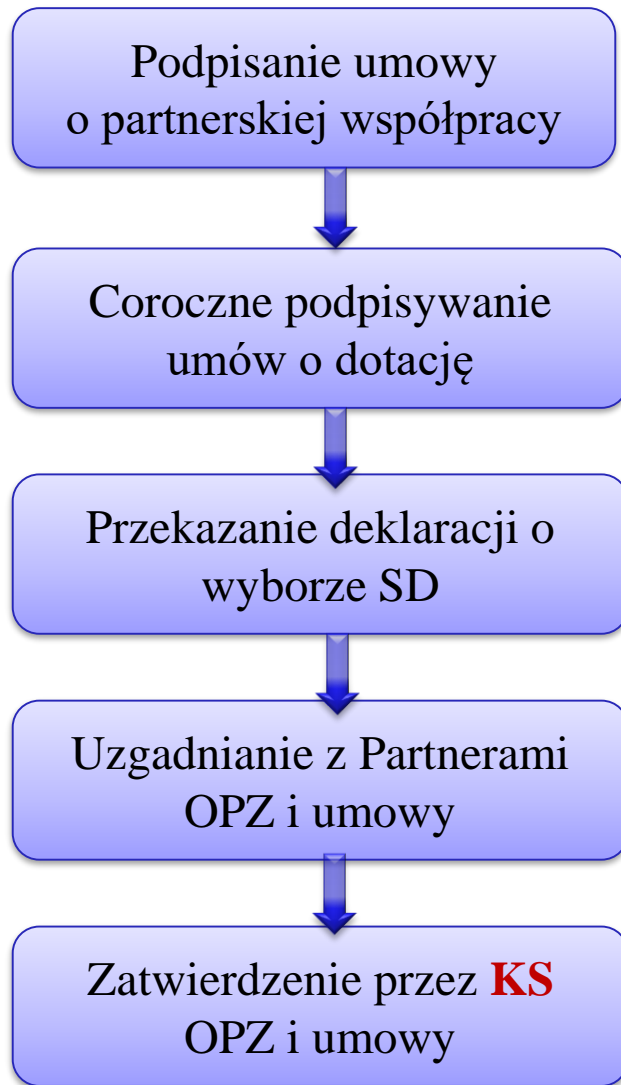 Podpisanie umowy
o partnerskiej współpracy
Coroczne podpisywanie
umów o dotację
Przekazanie deklaracji o
wyborze SD
Uzgadnianie z Partnerami
OPZ i umowy
Zatwierdzenie przez KS
OPZ i umowy